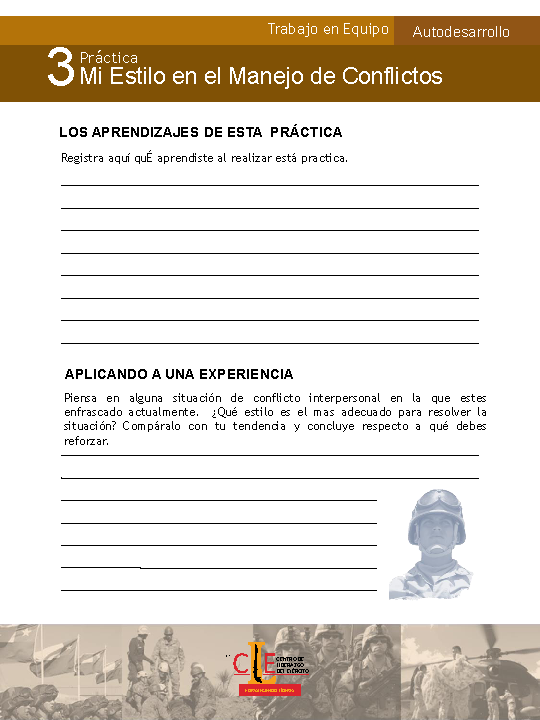 Trabajo en Equipo
Autodesarrollo
3
Práctica
Mi Estilo en el Manejo de Conflictos
LOS APRENDIZAJES DE ESTA PRÁCTICA
Registra aquí quÉ aprendiste al realizar está practica.
APLICANDO A UNA EXPERIENCIA
Piensa en alguna situación de conflicto interpersonal en la que estes
enfrascado actualmente. ¿Qué estilo es el mas adecuado para resolver la
situación? Compáralo con tu tendencia y concluye respecto a qué debes
reforzar.
CLE
CENTRO DE
LIDERAZGO
DEL EJÉRCITO